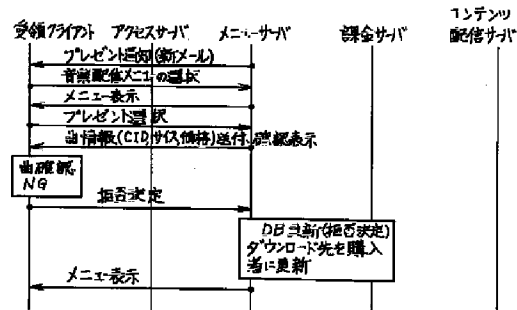 コンテンツ
受領クライアント アクセスサーバ メニューサーバ 課金サーバ 配信サーバ
プレゼント通知(新メール)
音楽配信メニューの選択
メニュー表示
プレゼント選択
曲情報(CID,サイズ,価格)送付、確認表示
曲確認
NG
拒否決定
DB更新(拒否決定)
ダウンロード先を購入
者に更新
メニュー表示